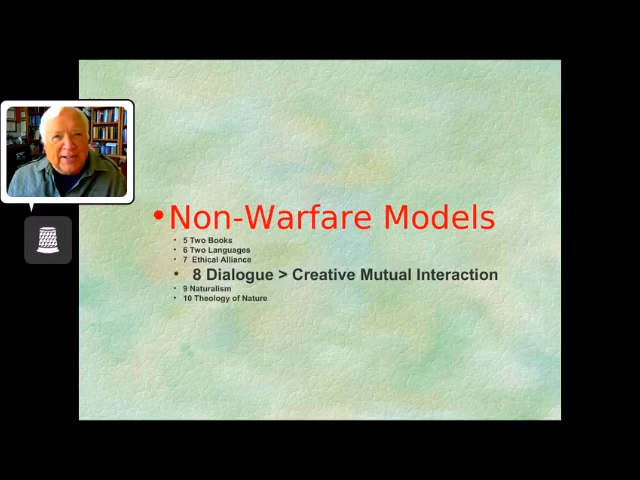 •Non-Warfare Models
• 5 Two Books
• 6 Two Languages
• 7 Ethical Alliance
• 8 Dialogue > Creative Mutual Interaction
• 9 Naturalism
• 10 Theology of Nature